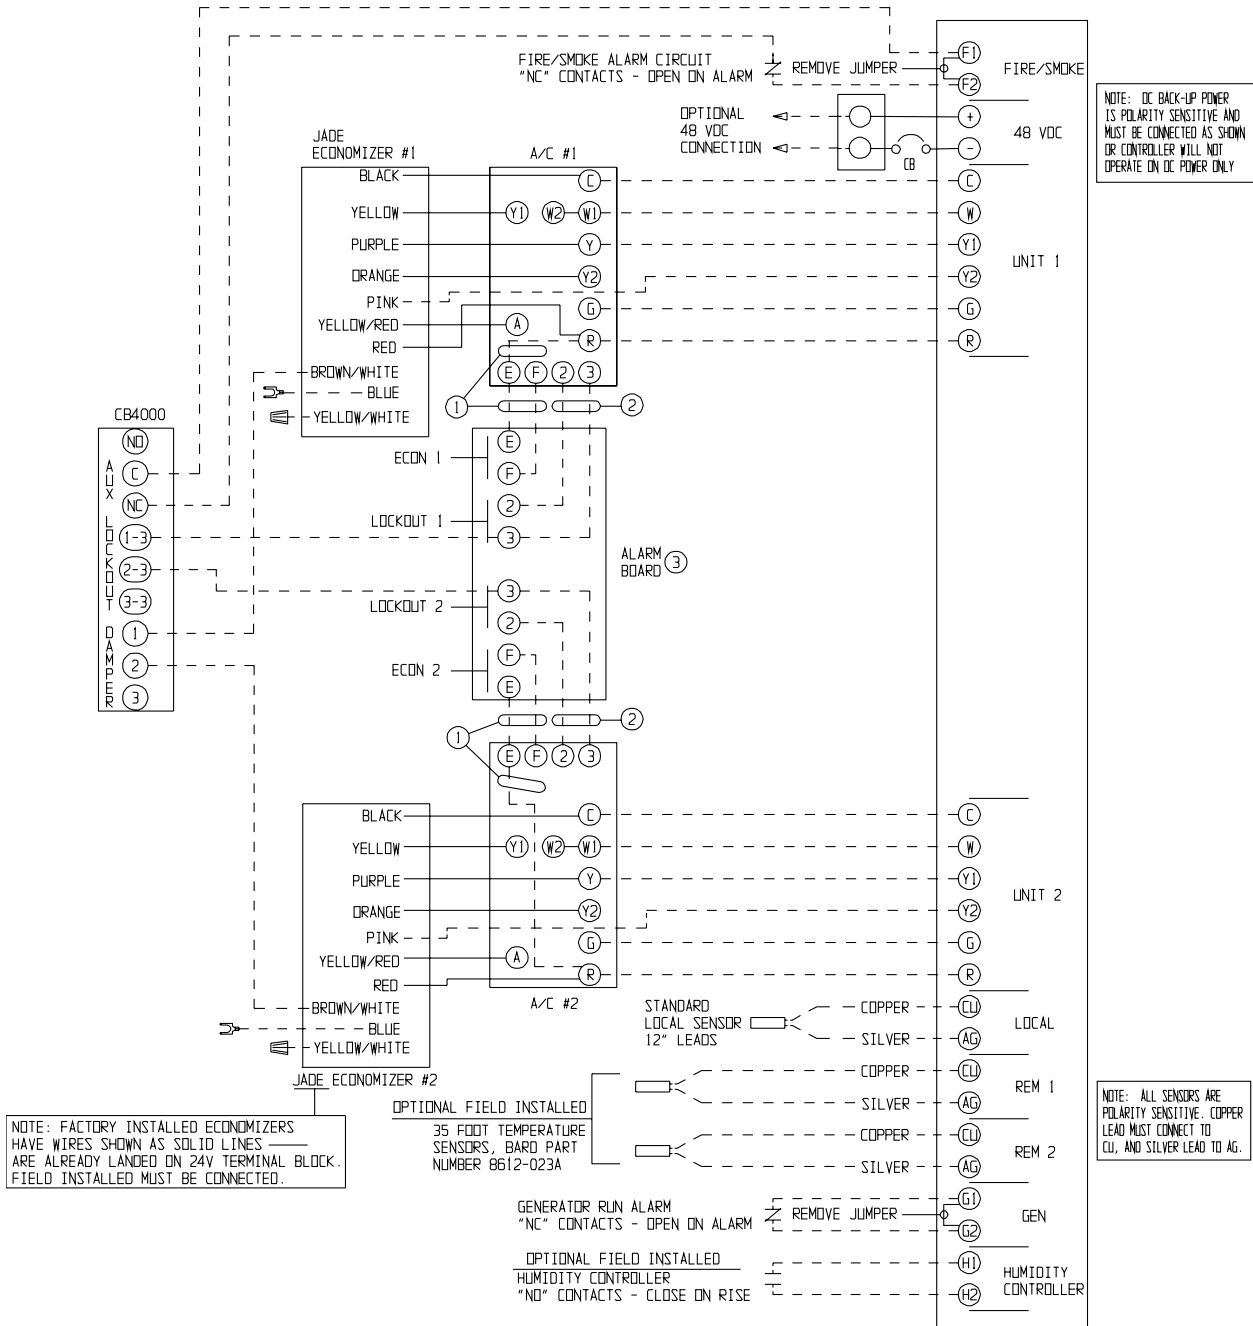 FIRE/SMOKE ALARM CIRCUIT
"NC" CONTACTS - OPEN ON ALARM
REMOVE JUMPER
F1
F2
FIRE/SMOKE
OPTIONAL
48 VDC
CONNECTION
CB
+
-
48 VDC
NOTE: DC BACK-UP POWER
IS POLARITY SENSITIVE AND
MUST BE CONNECTED AS SHOWN
OR CONTROLLER WILL NOT
OPERATE ON DC POWER ONLY
JADE
ECONOMIZER #1
BLACK
YELLOW
PURPLE
ORANGE
PINK
YELLOW/RED
RED
BROWN/WHITE
BLUE
YELLOW/WHITE
A/C #1
C
Y1 W2 W1
Y
Y2
G
A
R
E F 2 3
1
2
C
W
Y1
Y2
G
R
UNIT 1
CB4000
AUX LOCKOUT DAMPER
NO
C
NC
1-3
2-3
3-3
1
2
3
ECON 1
E
F
LOCKOUT 1
2
3
ALARM
BOARD
3
LOCKOUT 2
3
2
ECON 2
F
E
1
2
E F 2 3
C
Y1 W2 W1
Y
Y2
G
A
R
A/C #2
BLACK
YELLOW
PURPLE
ORANGE
PINK
YELLOW/RED
RED
BROWN/WHITE
BLUE
YELLOW/WHITE
JADE ECONOMIZER #2
C
W
Y1
Y2
G
R
UNIT 2
NOTE: FACTORY INSTALLED ECONOMIZERS
HAVE WIRES SHOWN AS SOLID LINES
ARE ALREADY LANDED ON 24V TERMINAL BLOCK.
FIELD INSTALLED MUST BE CONNECTED.
STANDARD
LOCAL SENSOR
12" LEADS
COPPER
SILVER
CU
AG
LOCAL
OPTIONAL FIELD INSTALLED
35 FOOT TEMPERATURE
SENSORS, BARD PART
NUMBER 8612-023A
COPPER
SILVER
CU
AG
REM 1
COPPER
SILVER
CU
AG
REM 2
NOTE: ALL SENSORS ARE
POLARITY SENSITIVE. COPPER
LEAD MUST CONNECT TO
CU, AND SILVER LEAD TO AG.
GENERATOR RUN ALARM
"NC" CONTACTS - OPEN ON ALARM
REMOVE JUMPER
G1
G2
GEN
OPTIONAL FIELD INSTALLED
HUMIDITY CONTROLLER
"NO" CONTACTS - CLOSE ON RISE
H1
H2
HUMIDITY
CONTROLLER